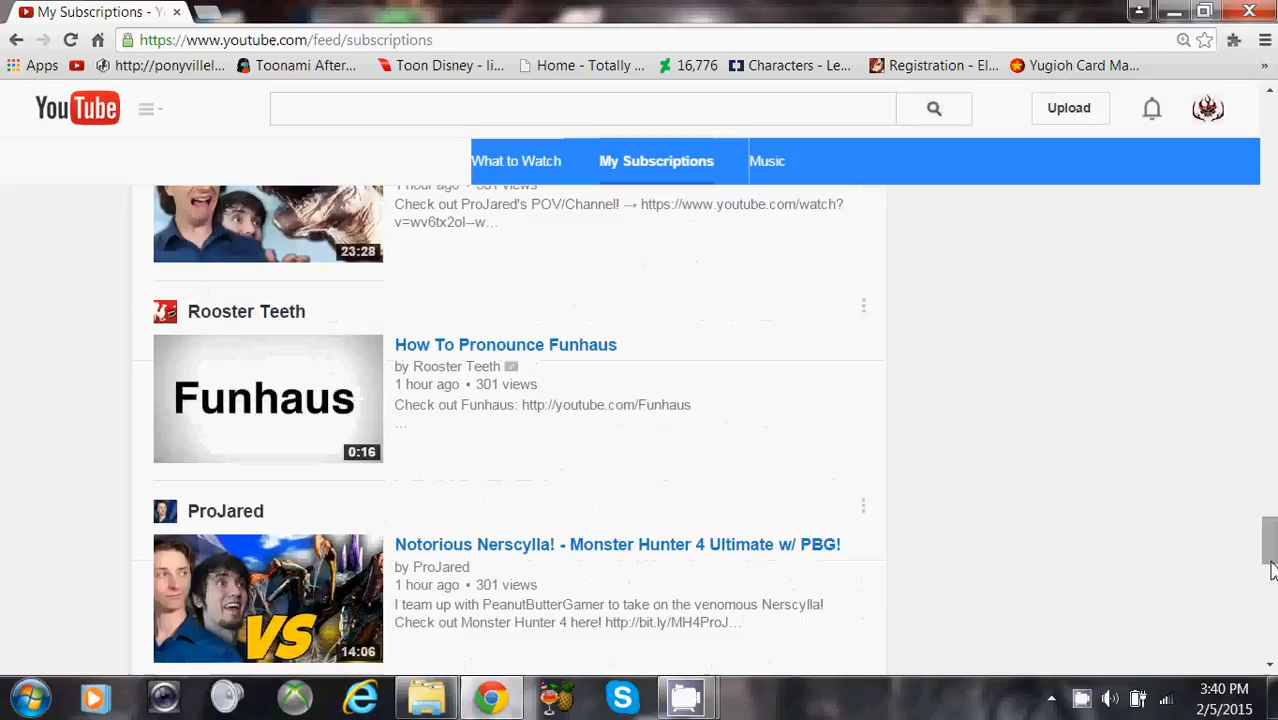 My Subscriptions - Y
https://www.youtube.com/feed/subscriptions
Apps http://ponyvillel... Toonami After... Toon Disney - li... Home - Totally ... 16,776 Characters - Le... Registration - El... Yugioh Card Ma... »
YouTube Upload
What to Watch My Subscriptions Music
1 hour ago • 301 views
Check out ProJared's POV/Channel! → https://www.youtube.com/watch?
v=wv6tx2oI--w…
23:28
Rooster Teeth
How To Pronounce Funhaus
by Rooster Teeth
1 hour ago • 301 views
Check out Funhaus: http://youtube.com/Funhaus
…
Funhaus
0:16
ProJared
Notorious Nerscylla! - Monster Hunter 4 Ultimate w/ PBG!
by ProJared
1 hour ago • 301 views
I team up with PeanutButterGamer to take on the venomous Nerscylla!
Check out Monster Hunter 4 here! http://bit.ly/MH4ProJ…
VS
14:06
3:40 PM
2/5/2015